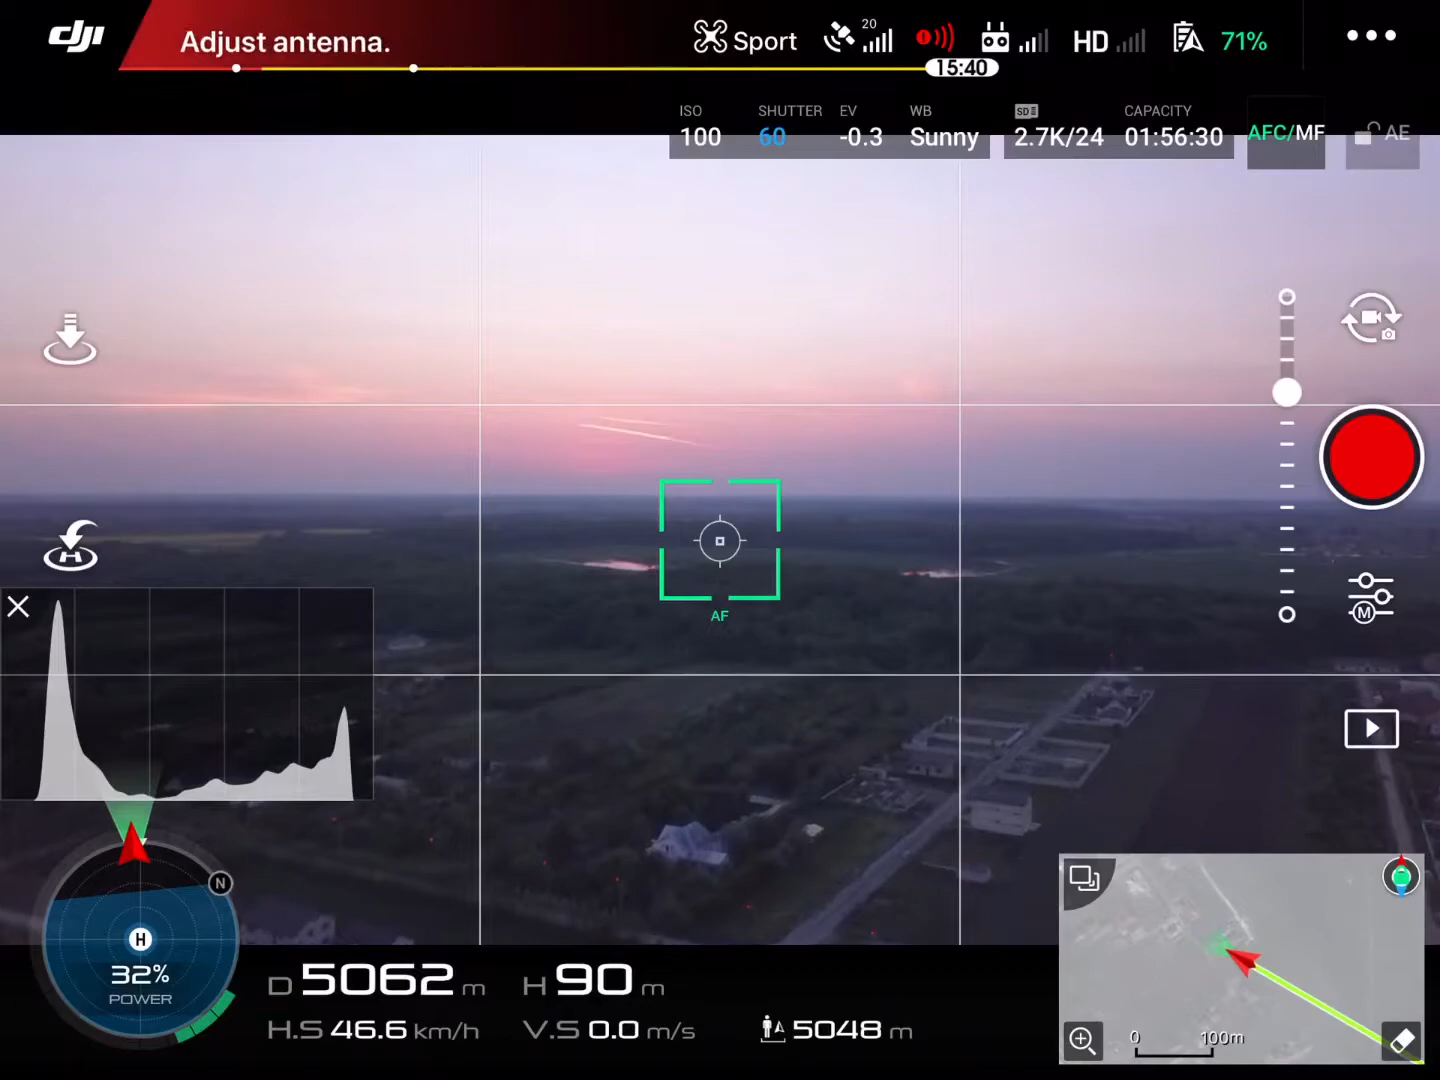 dji
Adjust antenna.
Sport
20
HD
71%
15:40
ISO
100
SHUTTER
60
EV
-0.3
WB
Sunny
SD
2.7K/24
CAPACITY
01:56:30
AFC/MF
AE
AF
M
N
H
H
32%
POWER
D 5062 m
H 90 m
H.S 46.6 km/h
V.S 0.0 m/s
5048 m
0 100m